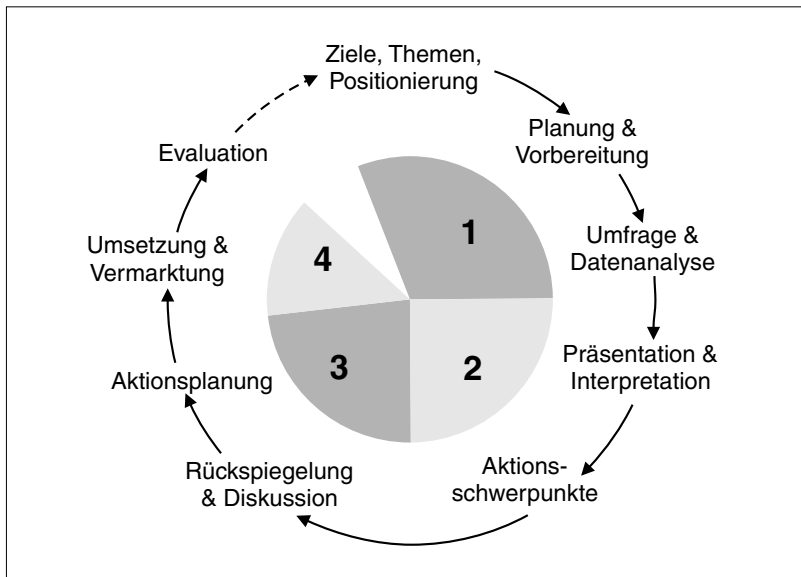 Ziele, Themen,
Positionierung
Planung &
Vorbereitung
Umfrage &
Datenanalyse
Präsentation &
Interpretation
Aktions-
schwerpunkte
Rückspiegelung
& Diskussion
Aktionsplanung
Umsetzung &
Vermarktung
Evaluation
1
2
3
4